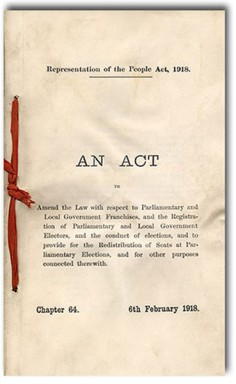 Representation of the People Act, 1918.
AN ACT
TO
Amend the Law with respect to Parliamentary and
Local Government Franchises, and the Registra-
tion of Parliamentary and Local Government
Electors, and the conduct of elections, and to
provide for the Redistribution of Seats at Par-
liamentary Elections, and for other purposes
connected therewith.
Chapter 64. 6th February 1918.